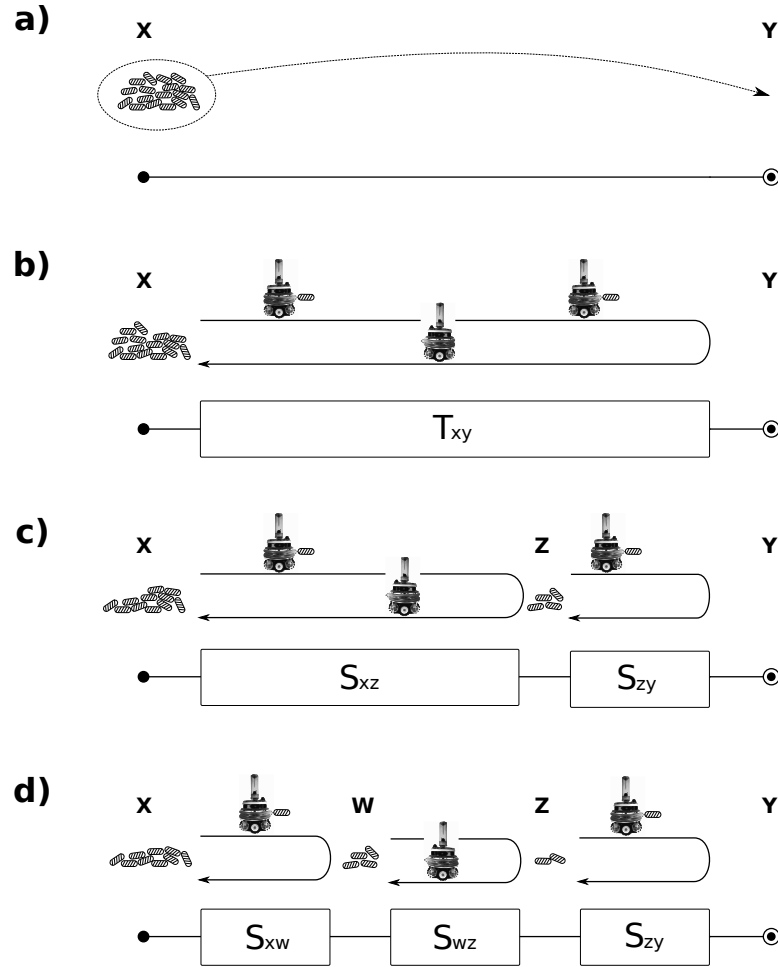 a)
X Y
b)
X Y
Txy
c)
X Z Y
Sxz Szy
d)
X W Z Y
Sxw Swz Szy